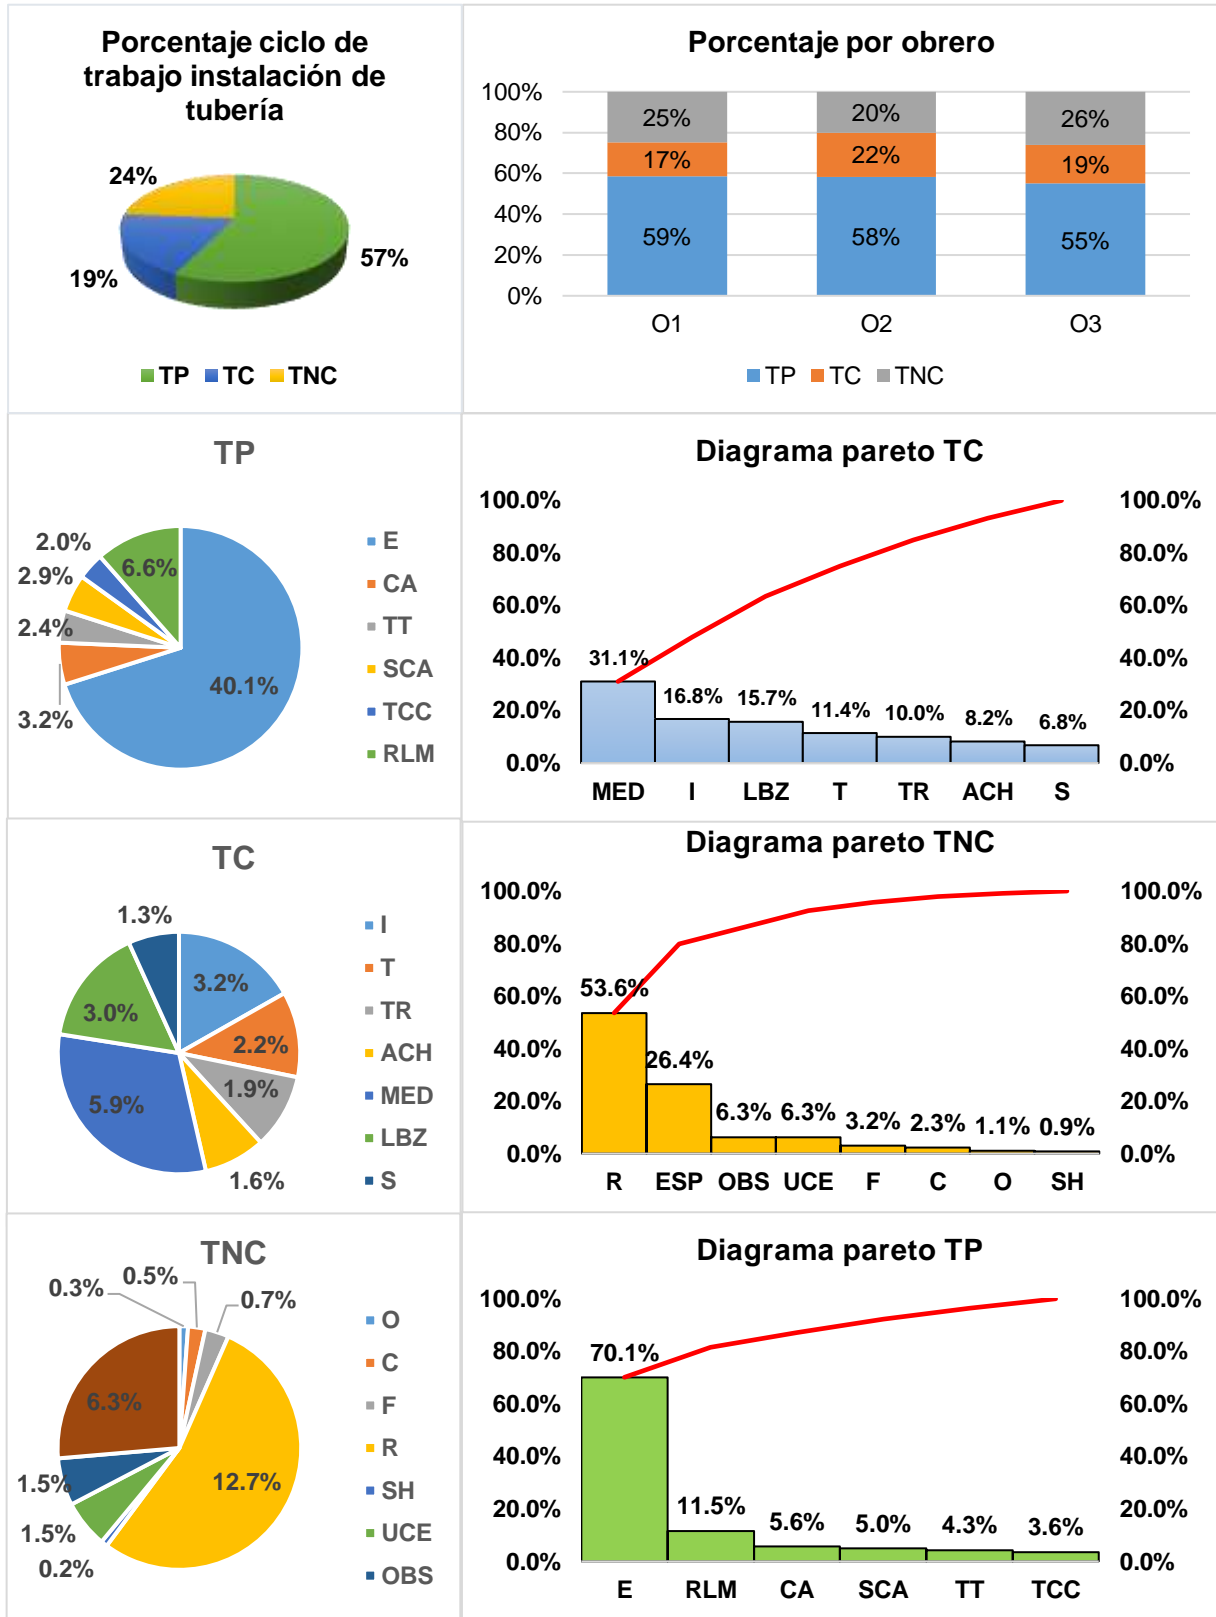 Porcentaje ciclo de
trabajo instalación de
tubería
24%
19%
57%
TP TC TNC
Porcentaje por obrero
100%
80%
60%
40%
20%
0%
25%
17%
59%
20%
22%
58%
26%
19%
55%
O1 O2 O3
TP TC TNC
TP
2.0%
2.9%
2.4%
3.2%
6.6%
40.1%
E
CA
TT
SCA
TCC
RLM
Diagrama pareto TC
100.0%
80.0%
60.0%
40.0%
20.0%
0.0%
31.1%
16.8%
15.7%
11.4%
10.0%
8.2%
6.8%
100.0%
80.0%
60.0%
40.0%
20.0%
0.0%
MED I LBZ T TR ACH S
TC
1.3%
3.2%
3.0%
2.2%
1.9%
5.9%
1.6%
I
T
TR
ACH
MED
LBZ
S
Diagrama pareto TNC
100.0%
80.0%
60.0%
40.0%
20.0%
0.0%
53.6%
26.4%
6.3%
6.3%
3.2%
2.3%
1.1%
0.9%
100.0%
80.0%
60.0%
40.0%
20.0%
0.0%
R ESP OBS UCE F C O SH
TNC
0.3%
0.5%
0.7%
6.3%
12.7%
1.5%
1.5%
0.2%
O
C
F
R
SH
UCE
OBS
Diagrama pareto TP
100.0%
80.0%
60.0%
40.0%
20.0%
0.0%
70.1%
11.5%
5.6%
5.0%
4.3%
3.6%
100.0%
80.0%
60.0%
40.0%
20.0%
0.0%
E RLM CA SCA TT TCC